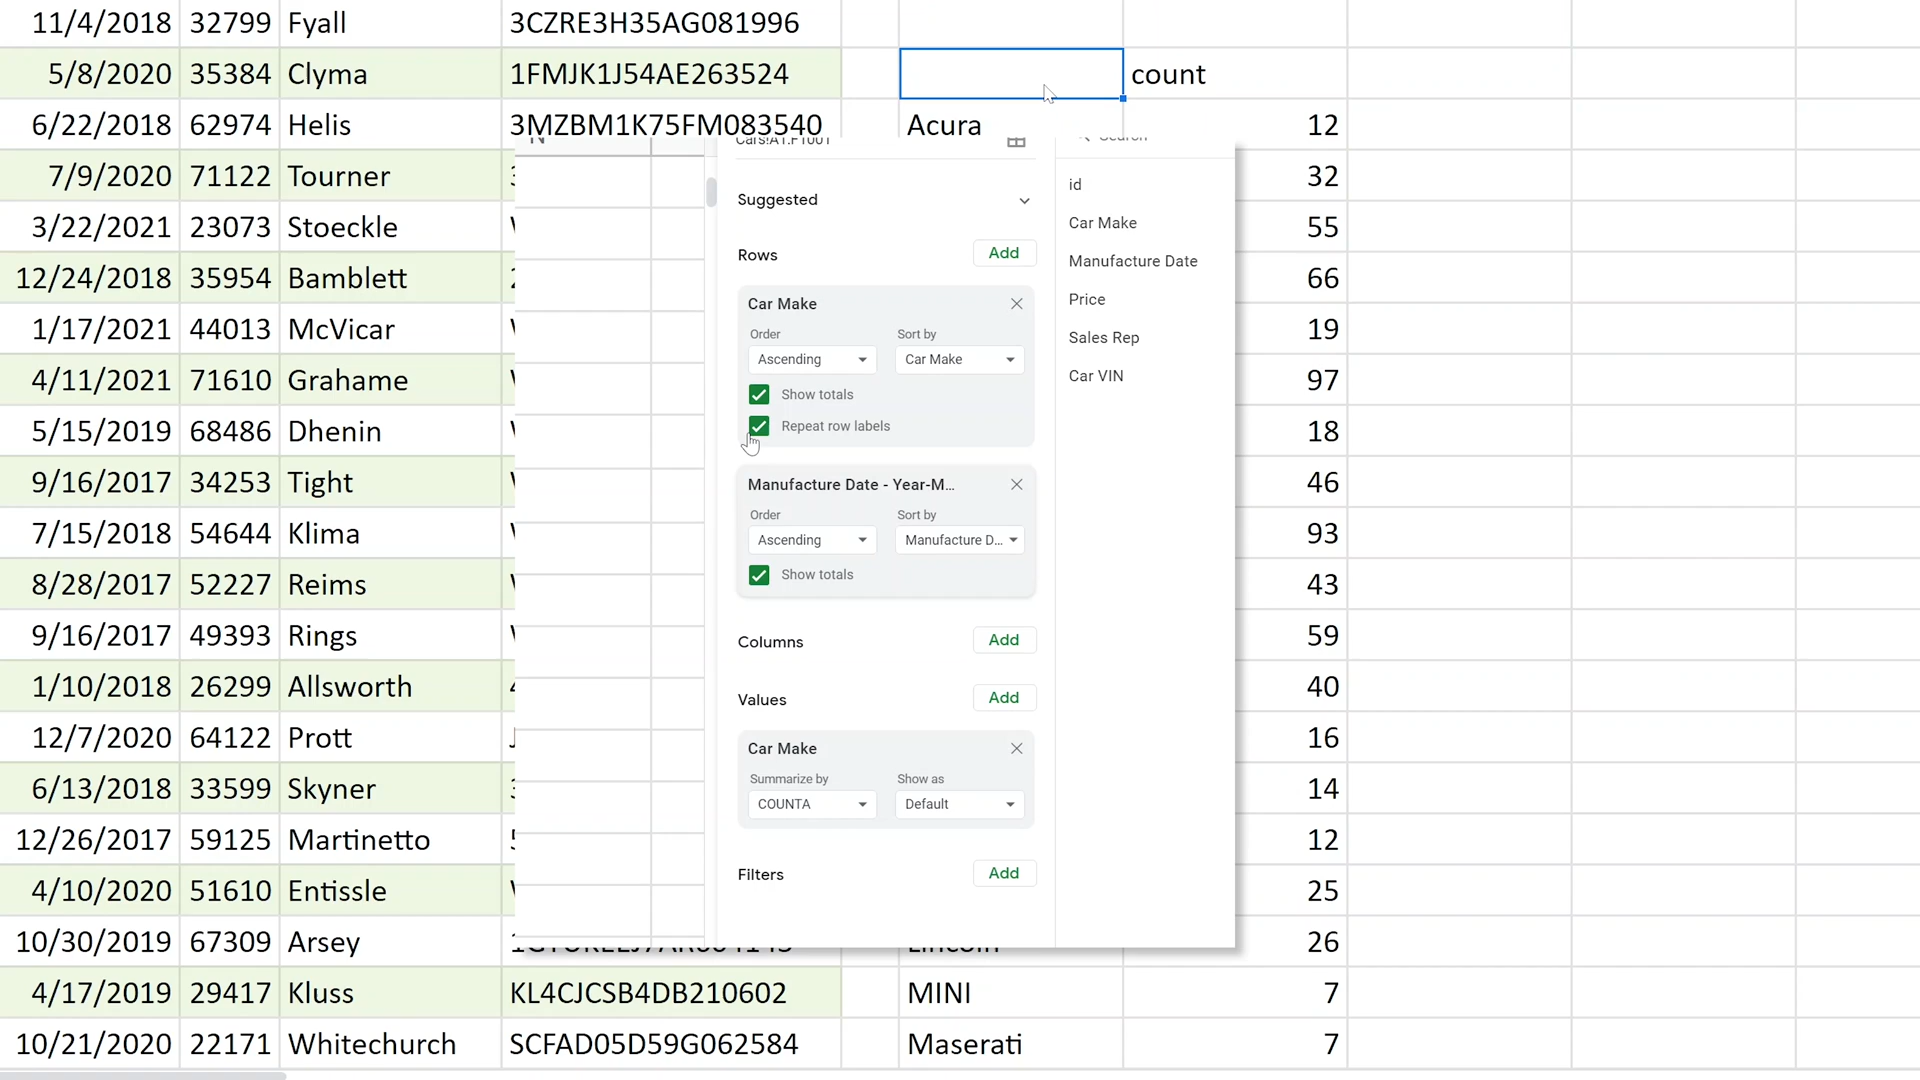 11/4/2018 32799 Fyall 3CZRE3H35AG081996
5/8/2020 35384 Clyma 1FMJK1J54AE263524 count
6/22/2018 62974 Helis 3MZBM1K75FM083540 Acura 12
7/9/2020 71122 Tourner 32
3/22/2021 23073 Stoeckle 55
12/24/2018 35954 Bamblett 66
1/17/2021 44013 McVicar 19
4/11/2021 71610 Grahame 97
5/15/2019 68486 Dhenin 18
9/16/2017 34253 Tight 46
7/15/2018 54644 Klima 93
8/28/2017 52227 Reims 43
9/16/2017 49393 Rings 59
1/10/2018 26299 Allsworth 40
12/7/2020 64122 Prott 16
6/13/2018 33599 Skyner 14
12/26/2017 59125 Martinetto 12
4/10/2020 51610 Entissle 25
10/30/2019 67309 Arsey Lincoln 26
4/17/2019 29417 Kluss KL4CJCSB4DB210602 MINI 7
10/21/2020 22171 Whitechurch SCFAD05D59G062584 Maserati 7
N
Cars!A1:F1001
Suggested
Rows Add
Car Make
Order Sort by
Ascending Car Make
Show totals
Repeat row labels
Manufacture Date - Year-M...
Order Sort by
Ascending Manufacture D...
Show totals
Columns Add
Values Add
Car Make
Summarize by Show as
COUNTA Default
Filters Add
Search
id
Car Make
Manufacture Date
Price
Sales Rep
Car VIN